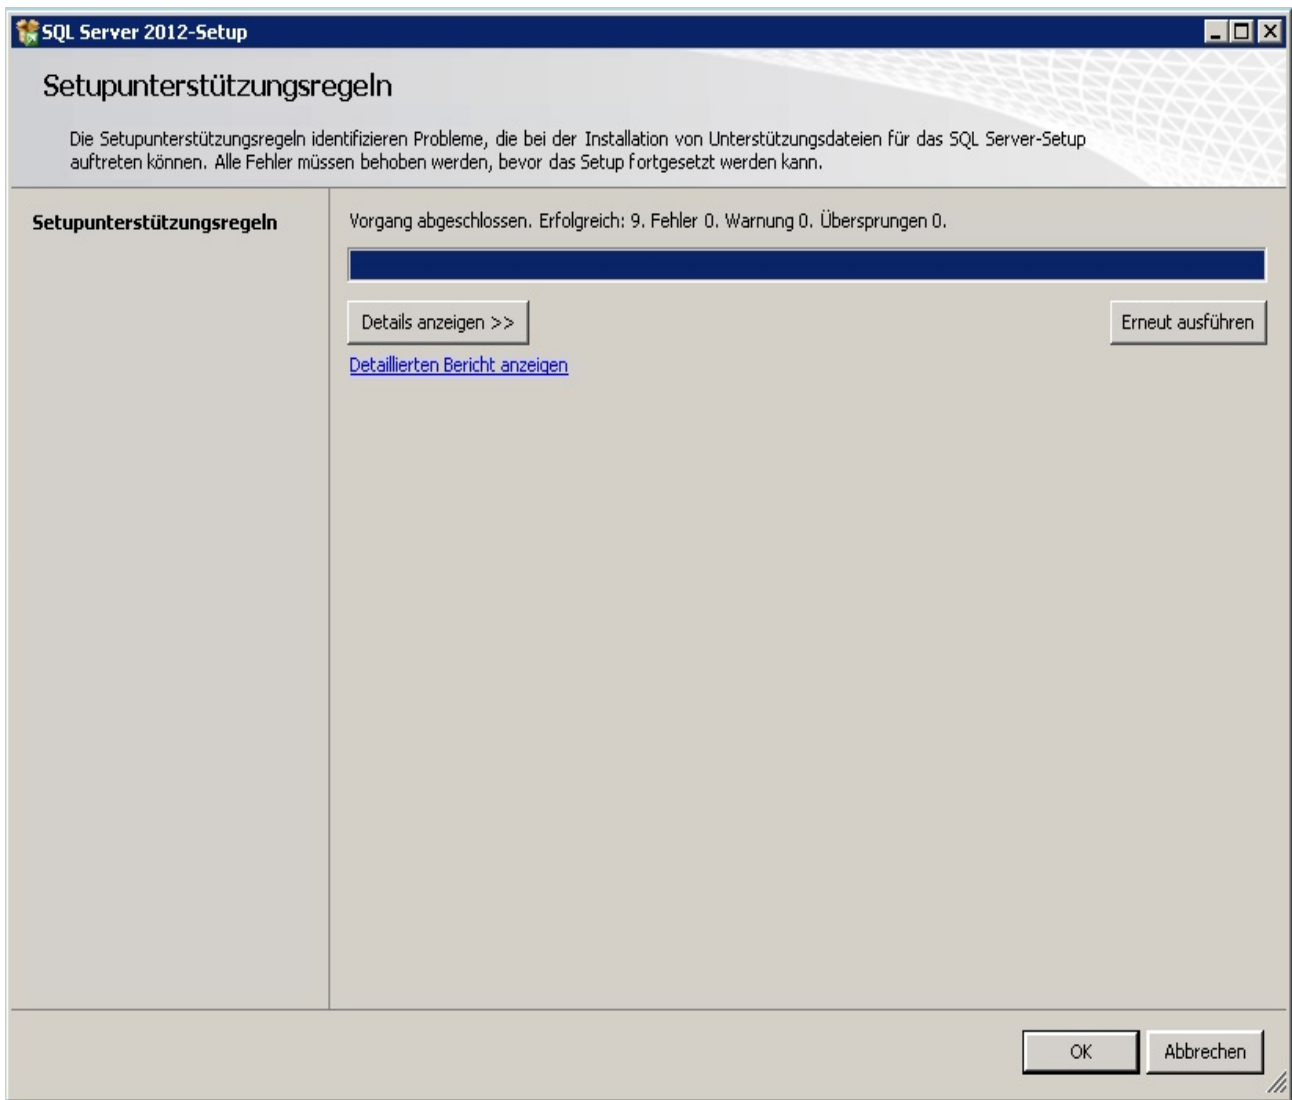 SQL Server 2012-Setup
Setupunterstützungsregeln
Die Setupunterstützungsregeln identifizieren Probleme, die bei der Installation von Unterstützungsdateien für das SQL Server-Setup
auftreten können. Alle Fehler müssen behoben werden, bevor das Setup fortgesetzt werden kann.
Setupunterstützungsregeln
Vorgang abgeschlossen. Erfolgreich: 9. Fehler 0. Warnung 0. Übersprungen 0.
Details anzeigen >>
Erneut ausführen
Detaillierten Bericht anzeigen
OK
Abbrechen